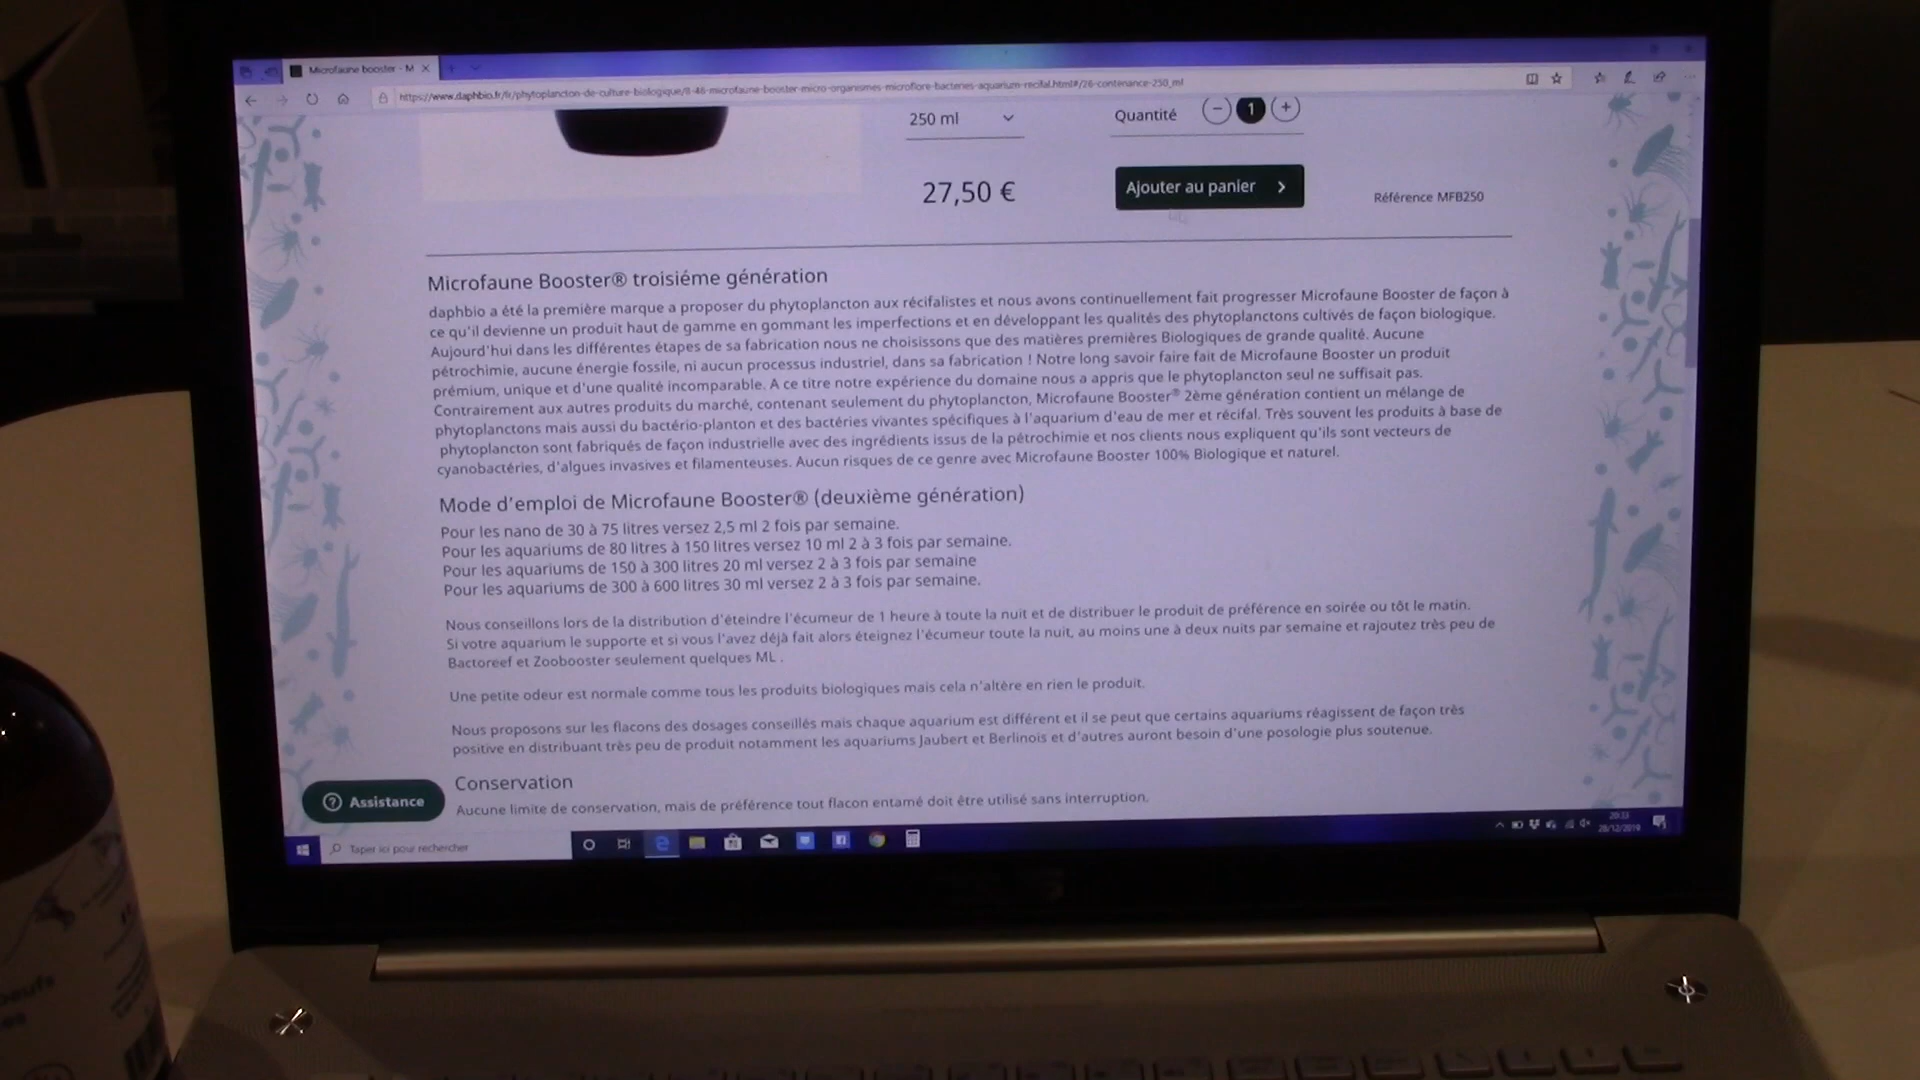 Microfaune booster - M
https://www.daphbio.fr/fr/phytoplancton-de-culture-biologique/8-46-microfaune-booster-micro-organismes-microflore-bacteries-aquarium-recifal.html#/26-contenance-250_ml
250 ml
Quantité
1
27,50 €
Ajouter au panier
Référence MFB250
Microfaune Booster® troisiéme génération
daphbio a été la première marque a proposer du phytoplancton aux récifalistes et nous avons continuellement fait progresser Microfaune Booster de façon à
ce qu'il devienne un produit haut de gamme en gommant les imperfections et en développant les qualités des phytoplanctons cultivés de façon biologique.
Aujourd'hui dans les différentes étapes de sa fabrication nous ne choisissons que des matières premières Biologiques de grande qualité. Aucune
pétrochimie, aucune énergie fossile, ni aucun processus industriel, dans sa fabrication ! Notre long savoir faire fait de Microfaune Booster un produit
prémium, unique et d'une qualité incomparable. A ce titre notre expérience du domaine nous a appris que le phytoplancton seul ne suffisait pas.
Contrairement aux autres produits du marché, contenant seulement du phytoplancton, Microfaune Booster® 2ème génération contient un mélange de
phytoplanctons mais aussi du bactério-planton et des bactéries vivantes spécifiques à l'aquarium d'eau de mer et récifal. Très souvent les produits à base de
phytoplancton sont fabriqués de façon industrielle avec des ingrédients issus de la pétrochimie et nos clients nous expliquent qu'ils sont vecteurs de
cyanobactéries, d'algues invasives et filamenteuses. Aucun risques de ce genre avec Microfaune Booster 100% Biologique et naturel.
Mode d'emploi de Microfaune Booster® (deuxième génération)
Pour les nano de 30 à 75 litres versez 2,5 ml 2 fois par semaine.
Pour les aquariums de 80 litres à 150 litres versez 10 ml 2 à 3 fois par semaine.
Pour les aquariums de 150 à 300 litres 20 ml versez 2 à 3 fois par semaine
Pour les aquariums de 300 à 600 litres 30 ml versez 2 à 3 fois par semaine.
Nous conseillons lors de la distribution d'éteindre l'écumeur de 1 heure à toute la nuit et de distribuer le produit de préférence en soirée ou tôt le matin.
Si votre aquarium le supporte et si vous l'avez déjà fait alors éteignez l'écumeur toute la nuit, au moins une à deux nuits par semaine et rajoutez très peu de
Bactoreef et Zoobooster seulement quelques ML .
Une petite odeur est normale comme tous les produits biologiques mais cela n'altère en rien le produit.
Nous proposons sur les flacons des dosages conseillés mais chaque aquarium est différent et il se peut que certains aquariums réagissent de façon très
positive en distribuant très peu de produit notamment les aquariums Jaubert et Berlinois et d'autres auront besoin d'une posologie plus soutenue.
Conservation
Aucune limite de conservation, mais de préférence tout flacon entamé doit être utilisé sans interruption.
Assistance
Taper ici pour rechercher
20:33
28/12/2019